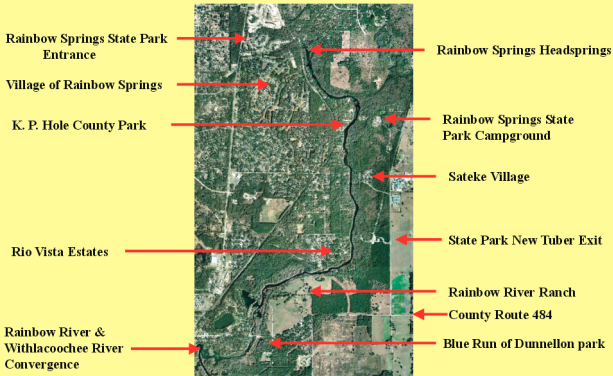 Rainbow Springs State Park
Entrance
Village of Rainbow Springs
K. P. Hole County Park
Rio Vista Estates
Rainbow River &
Withlacoochee River
Convergence
Rainbow Springs Headsprings
Rainbow Springs State
Park Campground
Sateke Village
State Park New Tuber Exit
Rainbow River Ranch
County Route 484
Blue Run of Dunnellon park